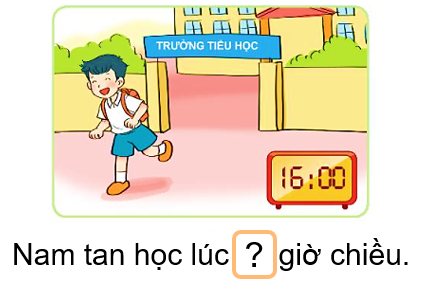 TRƯỜNG TIỂU HỌC
16:00
Nam tan học lúc ? giờ chiều.